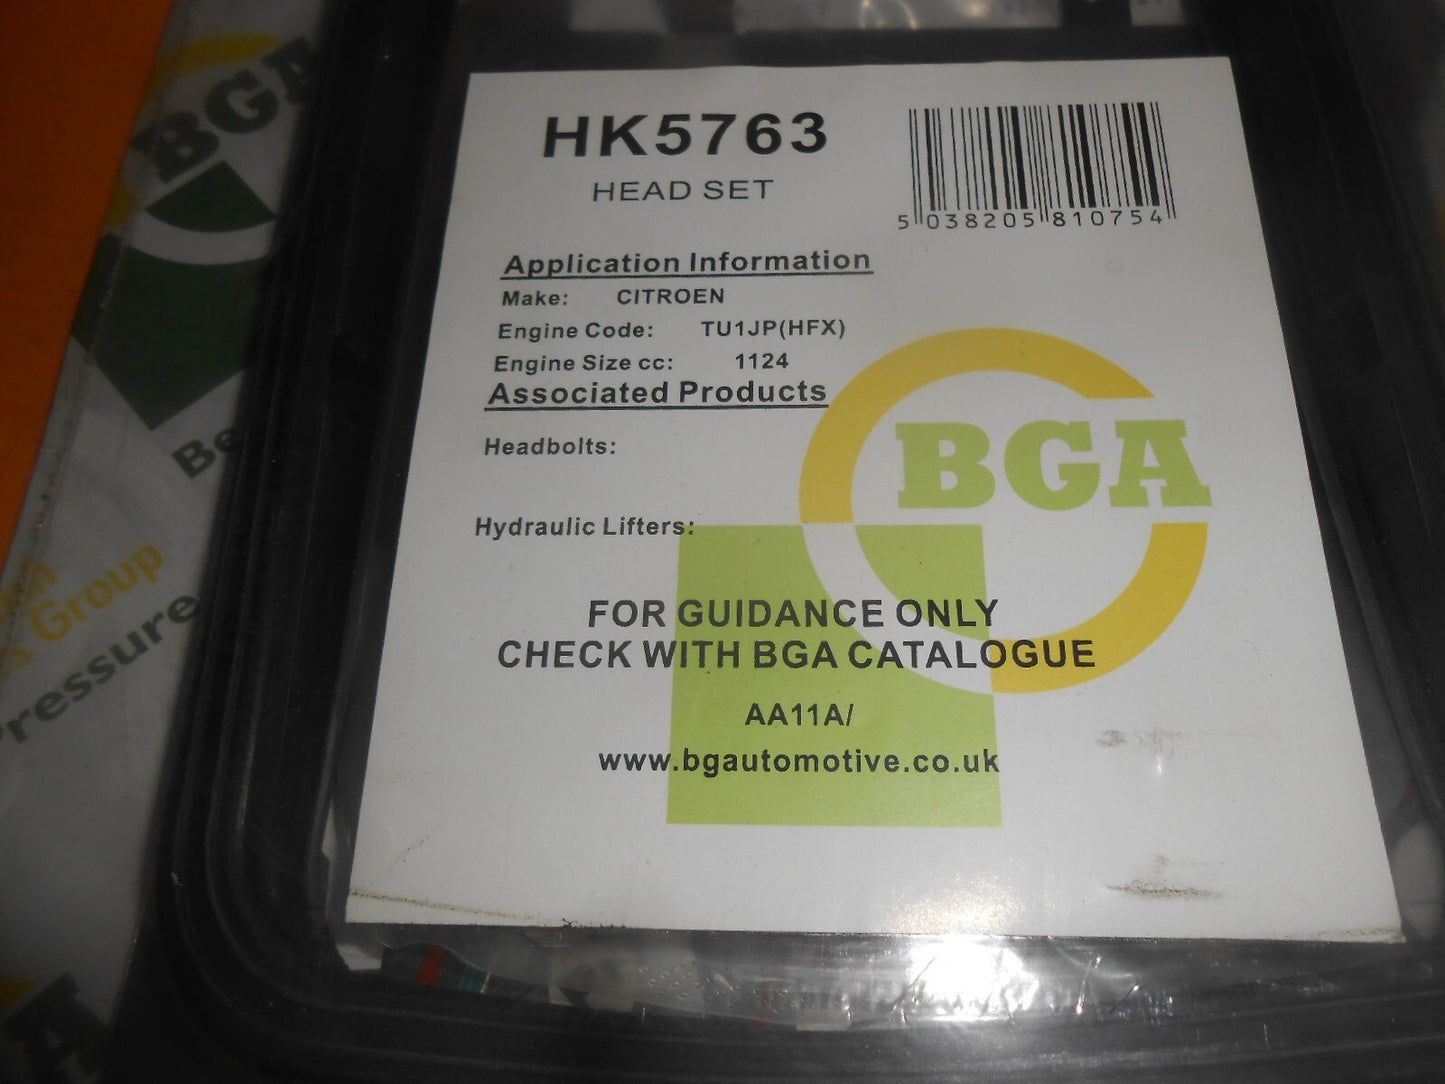 HK5763
HEAD SET
5 038205 810754
Application Information
Make: CITROEN
Engine Code: TU1JP(HFX)
Engine Size cc: 1124
Associated Products
Headbolts:
Hydraulic Lifters:
BGA
FOR GUIDANCE ONLY
CHECK WITH BGA CATALOGUE
AA11A/
www.bgautomotive.co.uk
BGA
Group
Pressure